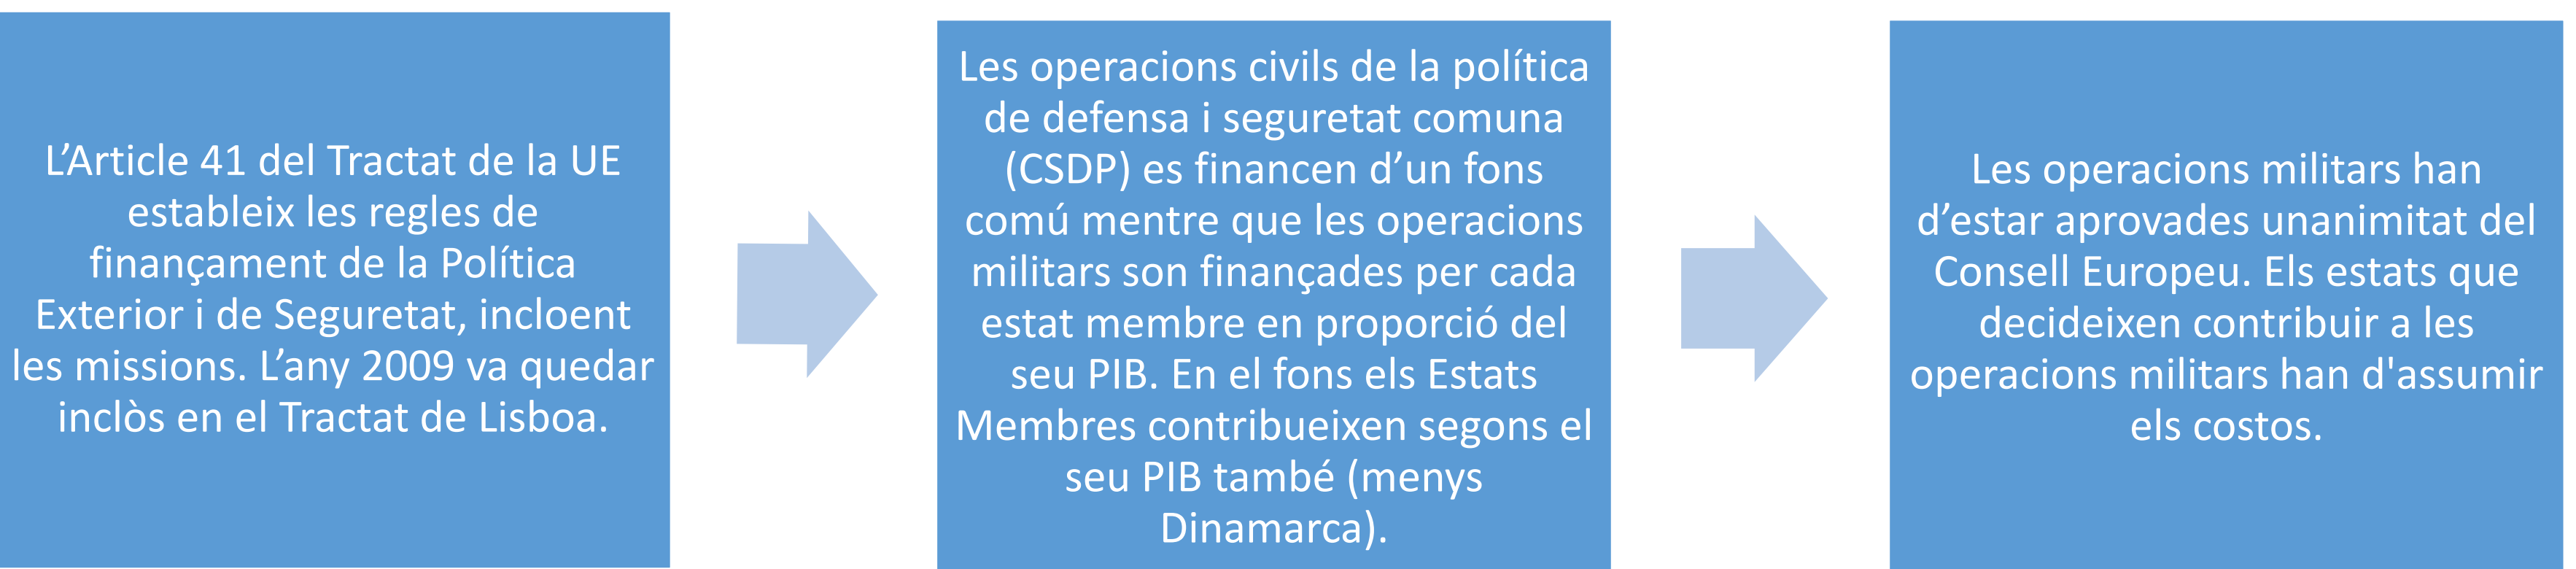 L’Article 41 del Tractat de la UE
estableix les regles de
finançament de la Política
Exterior i de Seguretat, incloent
les missions. L’any 2009 va quedar
inclòs en el Tractat de Lisboa.
Les operacions civils de la política
de defensa i seguretat comuna
(CSDP) es financen d’un fons
comú mentre que les operacions
militars son finançades per cada
estat membre en proporció del
seu PIB. En el fons els Estats
Membres contribueixen segons el
seu PIB també (menys
Dinamarca).
Les operacions militars han
d’estar aprovades unanimitat del
Consell Europeu. Els estats que
decideixen contribuir a les
operacions militars han d'assumir
els costos.